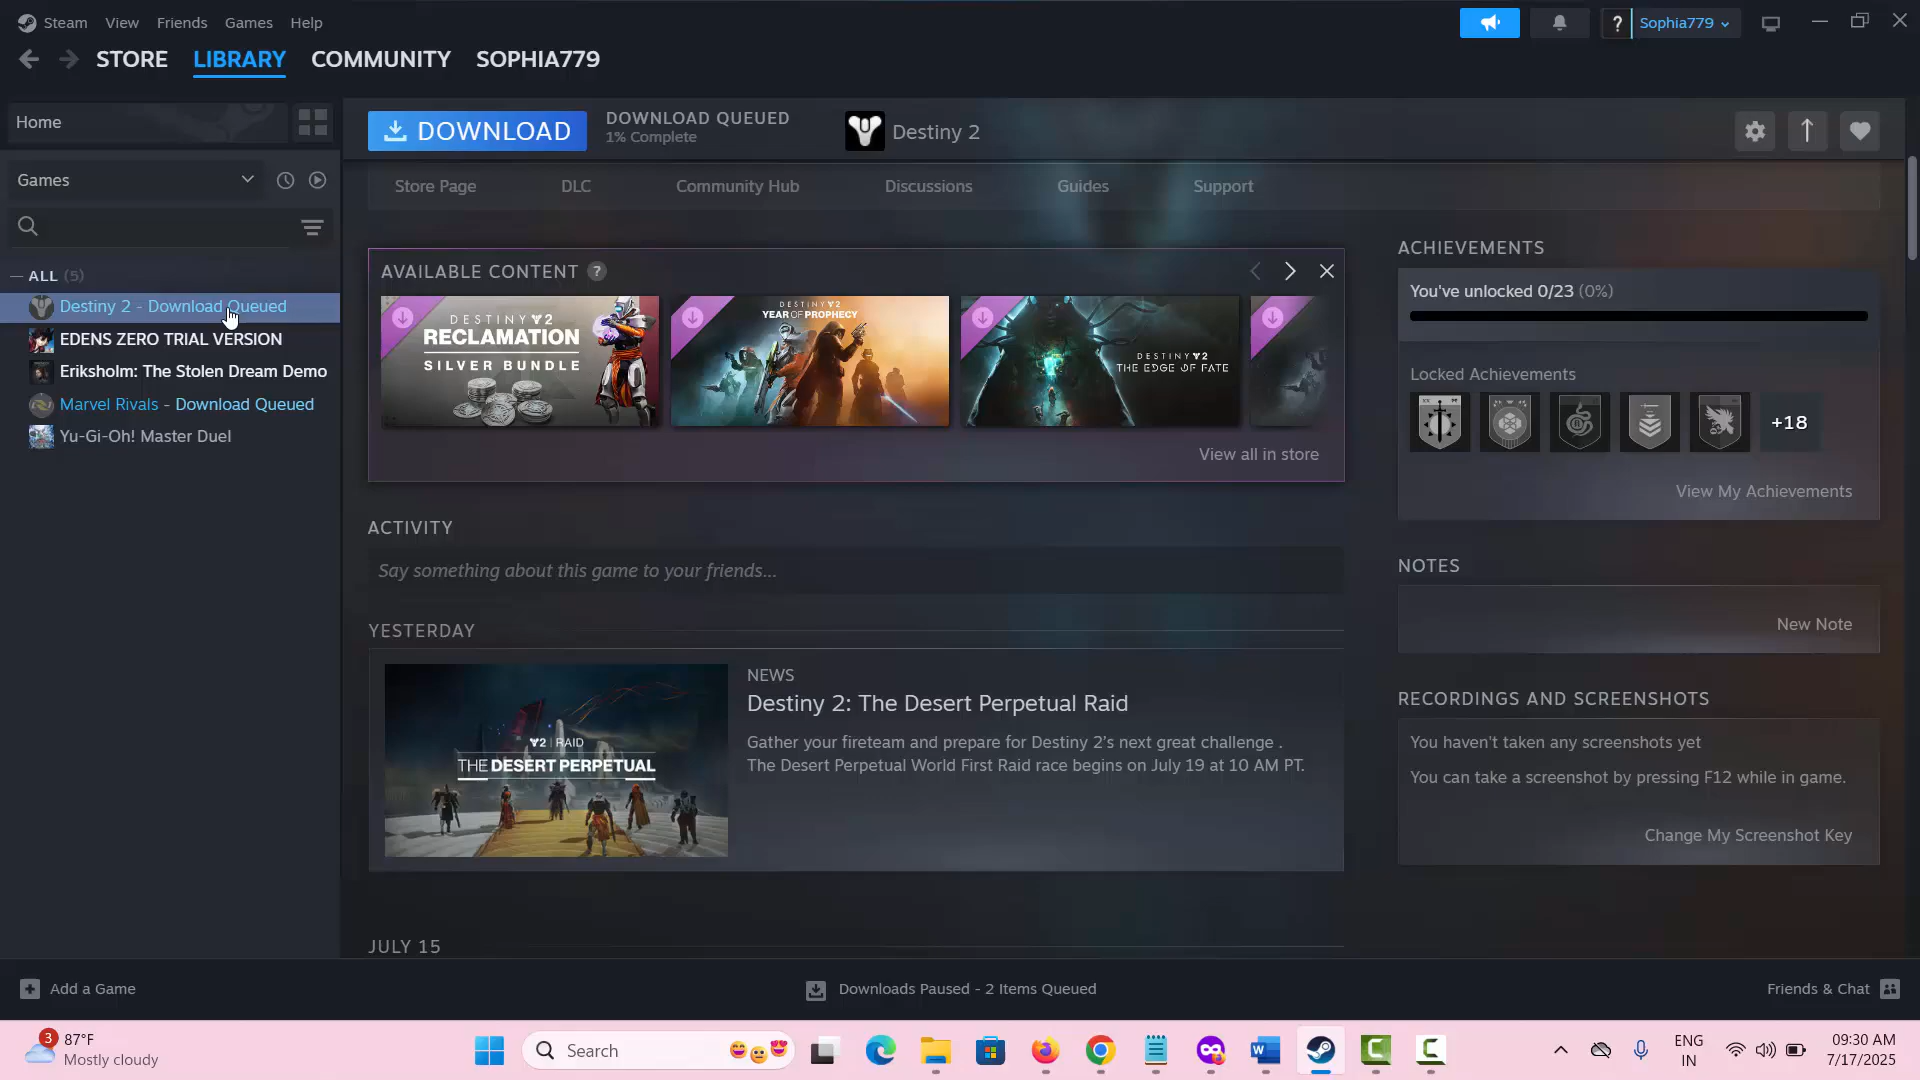 Steam View Friends Games Help
? Sophia779
STORE LIBRARY COMMUNITY SOPHIA779
Home
DOWNLOAD
DOWNLOAD QUEUED
1% Complete
Destiny 2
Games
Store Page DLC Community Hub Discussions Guides Support
ALL (5)
Destiny 2 - Download Queued
EDENS ZERO TRIAL VERSION
Eriksholm: The Stolen Dream Demo
Marvel Rivals - Download Queued
Yu-Gi-Oh! Master Duel
AVAILABLE CONTENT ?
DESTINY 2
RECLAMATION
SILVER BUNDLE
DESTINY 2
YEAR OF PROPHECY
DESTINY 2
THE EDGE OF FATE
View all in store
ACHIEVEMENTS
You've unlocked 0/23 (0%)
Locked Achievements
+18
View My Achievements
ACTIVITY
Say something about this game to your friends...
NOTES
New Note
YESTERDAY
2 | RAID
THE DESERT PERPETUAL
NEWS
Destiny 2: The Desert Perpetual Raid
Gather your fireteam and prepare for Destiny 2's next great challenge .
The Desert Perpetual World First Raid race begins on July 19 at 10 AM PT.
RECORDINGS AND SCREENSHOTS
You haven't taken any screenshots yet
You can take a screenshot by pressing F12 while in game.
Change My Screenshot Key
JULY 15
Add a Game
Downloads Paused - 2 Items Queued
Friends & Chat
3
87°F
Mostly cloudy
Search
W
C
C
ENG
IN
09:30 AM
7/17/2025